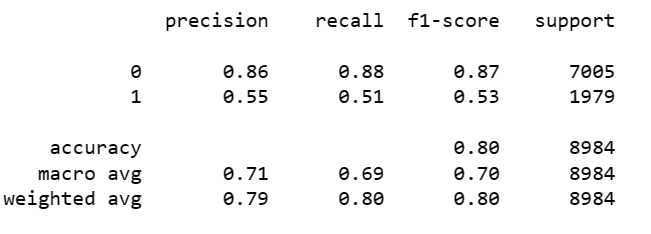 precision recall f1-score support
0 0.86 0.88 0.87 7005
1 0.55 0.51 0.53 1979
accuracy 0.80 8984
macro avg 0.71 0.69 0.70 8984
weighted avg 0.79 0.80 0.80 8984